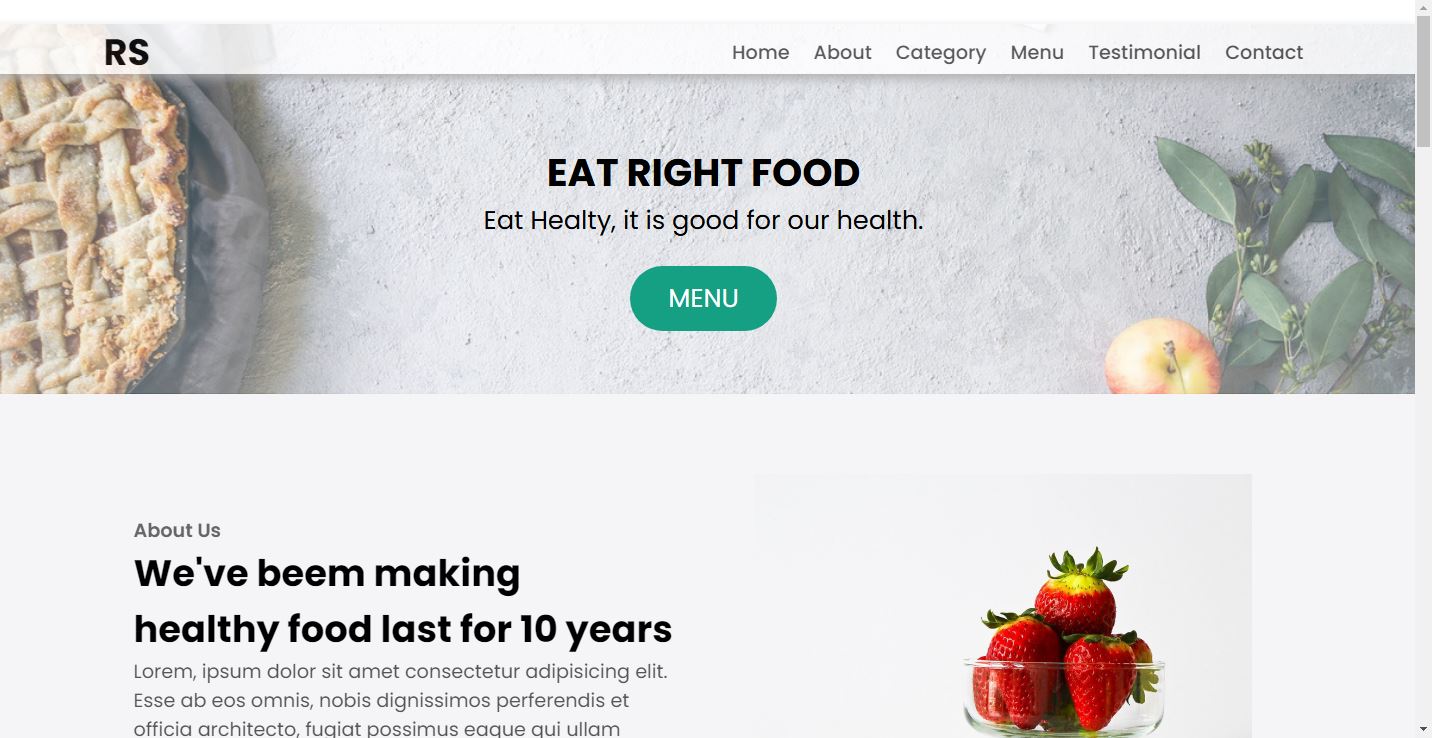 RS
Home About Category Menu Testimonial Contact
EAT RIGHT FOOD
Eat Healty, it is good for our health.
MENU
About Us
We've beem making
healthy food last for 10 years
Lorem, ipsum dolor sit amet consectetur adipisicing elit.
Esse ab eos omnis, nobis dignissimos perferendis et
officia architecto, fugiat possimus eaque qui ullam